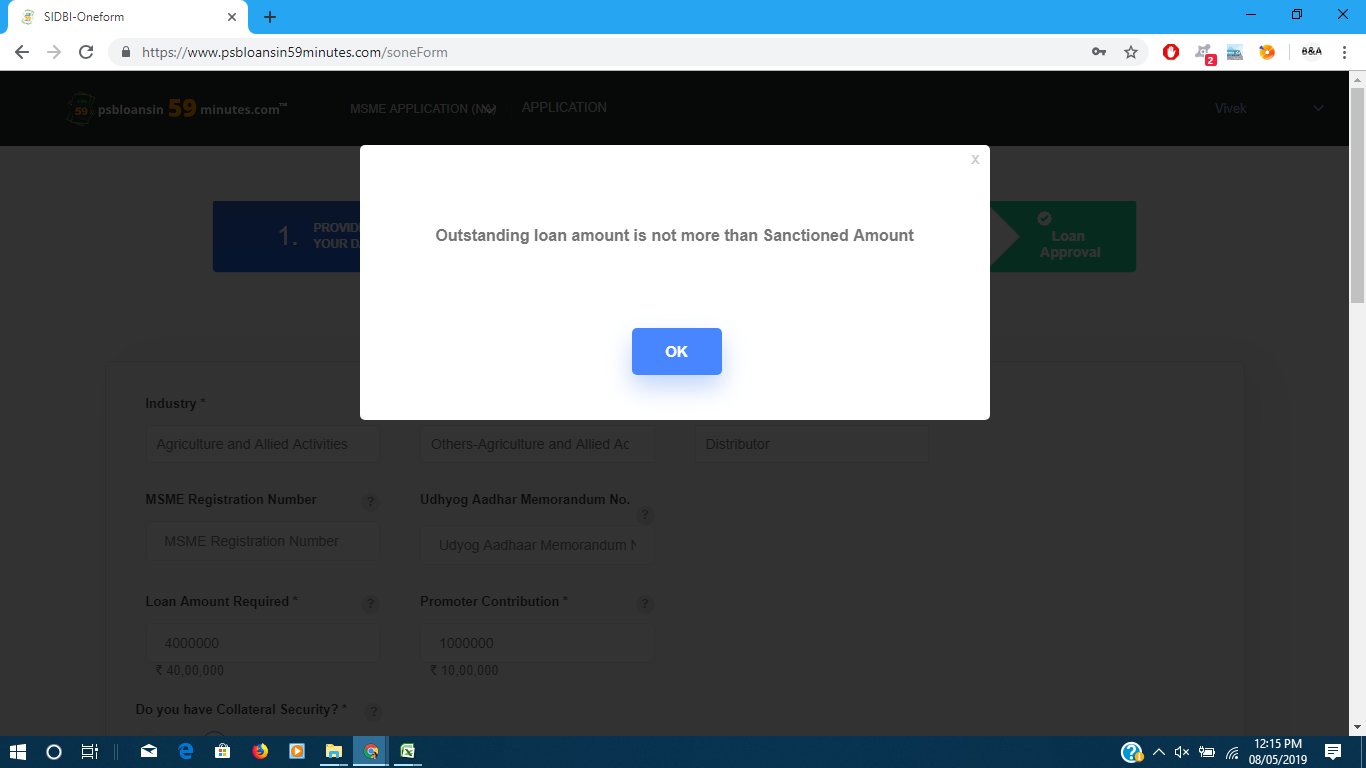 SIDBI-Oneform
https://www.psbloansin59minutes.com/soneForm
2
B&A
59 psbloansin 59 minutes.com™
MSME APPLICATION (New)
APPLICATION
Vivek
X
Outstanding loan amount is not more than Sanctioned Amount
OK
1.
PROVID
YOUR D
Loan
Approval
Industry *
Agriculture and Allied Activities
Others-Agriculture and Allied Ac
Distributor
MSME Registration Number ?
Udhyog Aadhar Memorandum No. ?
MSME Registration Number
Udyog Aadhaar Memorandum N
Loan Amount Required * ?
Promoter Contribution * ?
4000000
1000000
₹ 40,00,000
₹ 10,00,000
Do you have Collateral Security? * ?
12:15 PM
08/05/2019